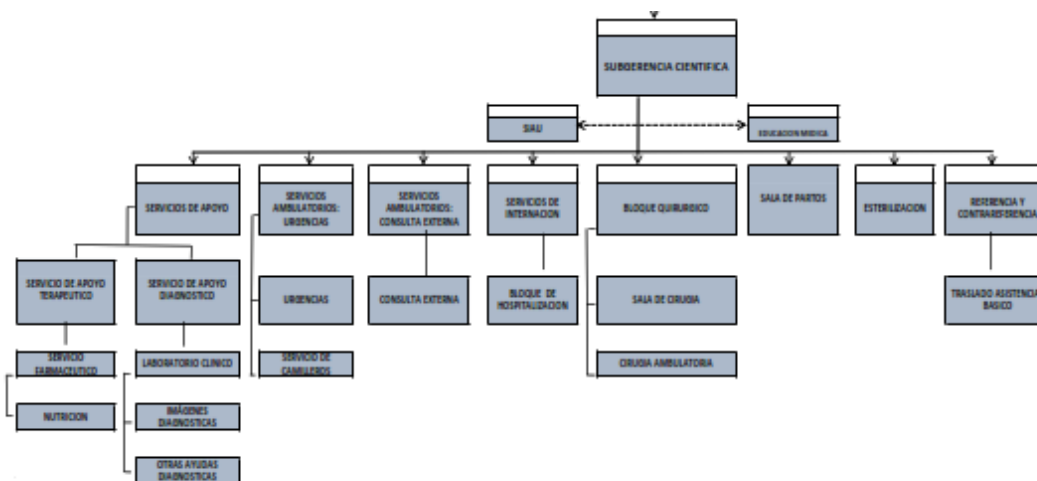 SUBGERENCIA CIENTIFICA
SIAU
EDUCACION MEDICA
SERVICIOS DE APOYO
SERVICIOS
AMBULATORIOS:
URGENCIAS
SERVICIOS
AMBULATORIOS:
CONSULTA EXTERNA
SERVICIOS DE
INTERNACION
BLOQUE QUIRURGICO
SALA DE PARTOS
ESTERILIZACION
REFERENCIA Y
CONTRAREFERENCIA
SERVICIO DE APOYO
TERAPEUTICO
SERVICIO DE APOYO
DIAGNOSTICO
URGENCIAS
CONSULTA EXTERNA
BLOQUE DE
HOSPITALIZACION
SALA DE CIRUGIA
TRASLADO ASISTENCIA
BASICO
SERVICIO
FARMACEUTICO
LABORATORIO CLINICO
SERVICIO DE
CAMILLEROS
CIRUGIA AMBULATORIA
NUTRICION
IMÁGENES
DIAGNOSTICAS
OTRAS AYUDAS
DIAGNOSTICAS